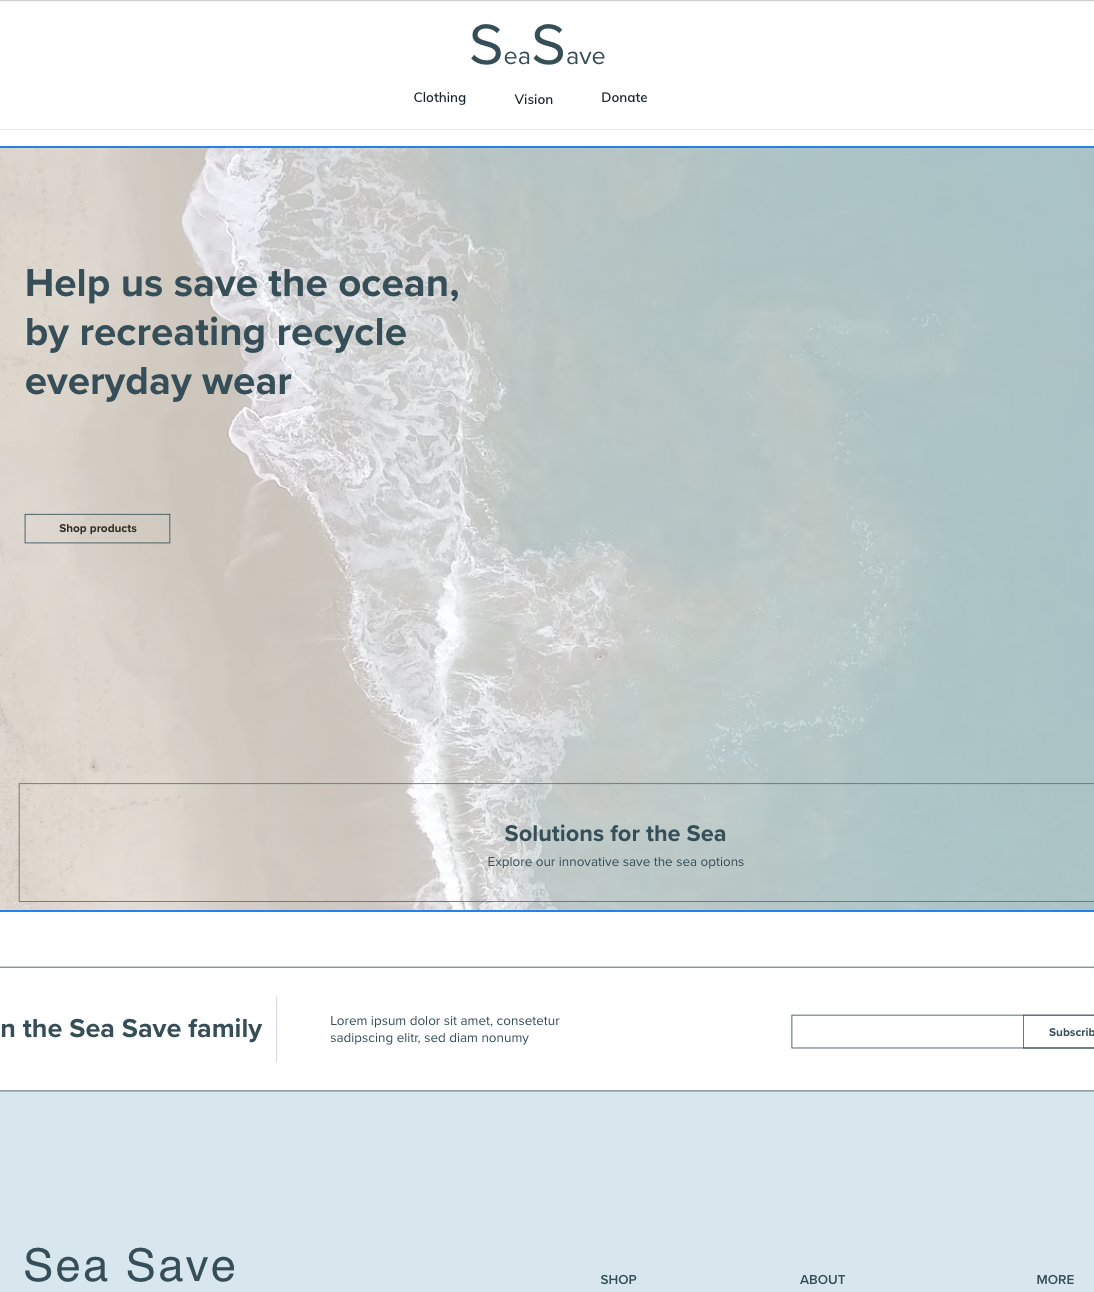 SeaSave
Clothing Vision Donate
Help us save the ocean,
by recreating recycle
everyday wear
Shop products
Solutions for the Sea
Explore our innovative save the sea options
n the Sea Save family
Lorem ipsum dolor sit amet, consetetur
sadipscing elitr, sed diam nonumy
Subscrib
Sea Save
SHOP ABOUT MORE